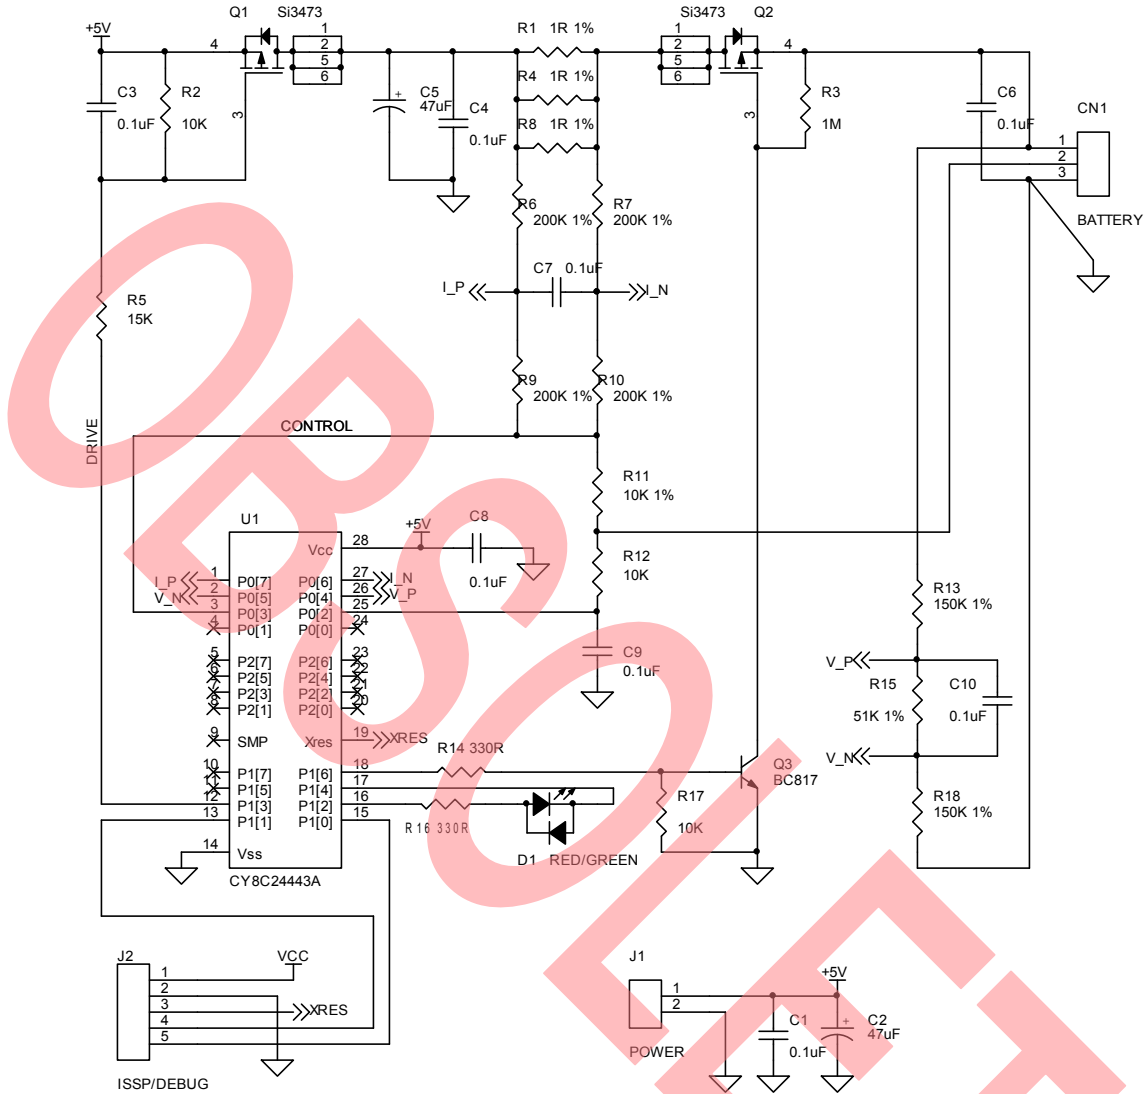 Q1 Si3473
+5V
4
1
2
5
6
3
C3
0.1uF
R2
10K
C5
47uF
+
C4
0.1uF
R1 1R 1%
R4 1R 1%
R8 1R 1%
Si3473 Q2
1
2
5
6
4
3
R3
1M
C6
0.1uF
CN1
1
2
3
BATTERY
R6
200K 1%
R7
200K 1%
C7 0.1uF
I_P
I_N
R5
15K
R9
200K 1%
R10
200K 1%
DRIVE
CONTROL
R11
10K 1%
R12
10K
C9
0.1uF
+5V
C8
0.1uF
U1
Vcc 28
I_P 1 P0[7] P0[6] 27 I_N
V_N 2 P0[5] P0[4] 26 V_P
3 P0[3] P0[2] 25
4 P0[1] P0[0] 24
5 P2[7] P2[6] 23
6 P2[5] P2[4] 22
7 P2[3] P2[2] 21
8 P2[1] P2[0] 20
9 SMP Xres 19 XRES
10 P1[7] P1[6] 18
11 P1[5] P1[4] 17
12 P1[3] P1[2] 16
13 P1[1] P1[0] 15
14 Vss
CY8C24443A
R14 330R
R16 330R
D1 RED/GREEN
R17
10K
Q3
BC817
R13
150K 1%
V_P
R15
51K 1%
C10
0.1uF
V_N
R18
150K 1%
J2
1
2
3
4
5
VCC
XRES
ISSP/DEBUG
J1
1
2
POWER
+5V
C1
0.1uF
+
C2
47uF
OBSOLETE